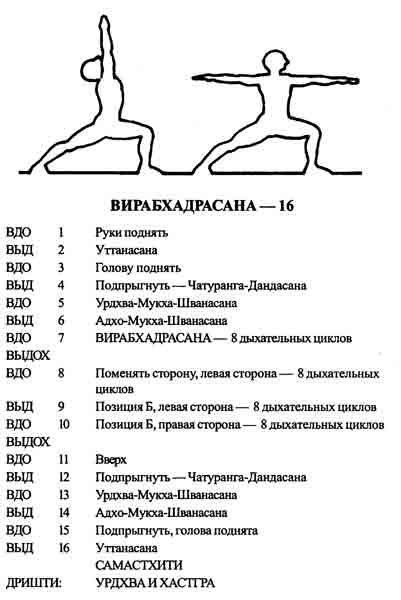 ВИРАБХАДРАСАНА — 16
ВДО 1 Руки поднять
ВЫД 2 Уттанасана
ВДО 3 Голову поднять
ВЫД 4 Подпрыгнуть — Чатуранга-Дандасана
ВДО 5 Урдхва-Мукха-Шванасана
ВЫД 6 Адхо-Мукха-Шванасана
ВДО 7 ВИРАБХАДРАСАНА — 8 дыхательных циклов
ВЫДОХ
ВДО 8 Поменять сторону, левая сторона — 8 дыхательных
циклов
ВЫД 9 Позиция Б, левая сторона — 8 дыхательных циклов
ВДО 10 Позиция Б, правая сторона — 8 дыхательных циклов
ВЫДОХ
ВДО 11 Вверх
ВЫД 12 Подпрыгнуть — Чатуранга-Дандасана
ВДО 13 Урдхва-Мукха-Шванасана
ВЫД 14 Адхо-Мукха-Шванасана
ВДО 15 Подпрыгнуть, голова поднята
ВЫД 16 Уттанасана
САМАСТХИТИ
ДРИШТИ: УРДХВА И ХАСТГРА